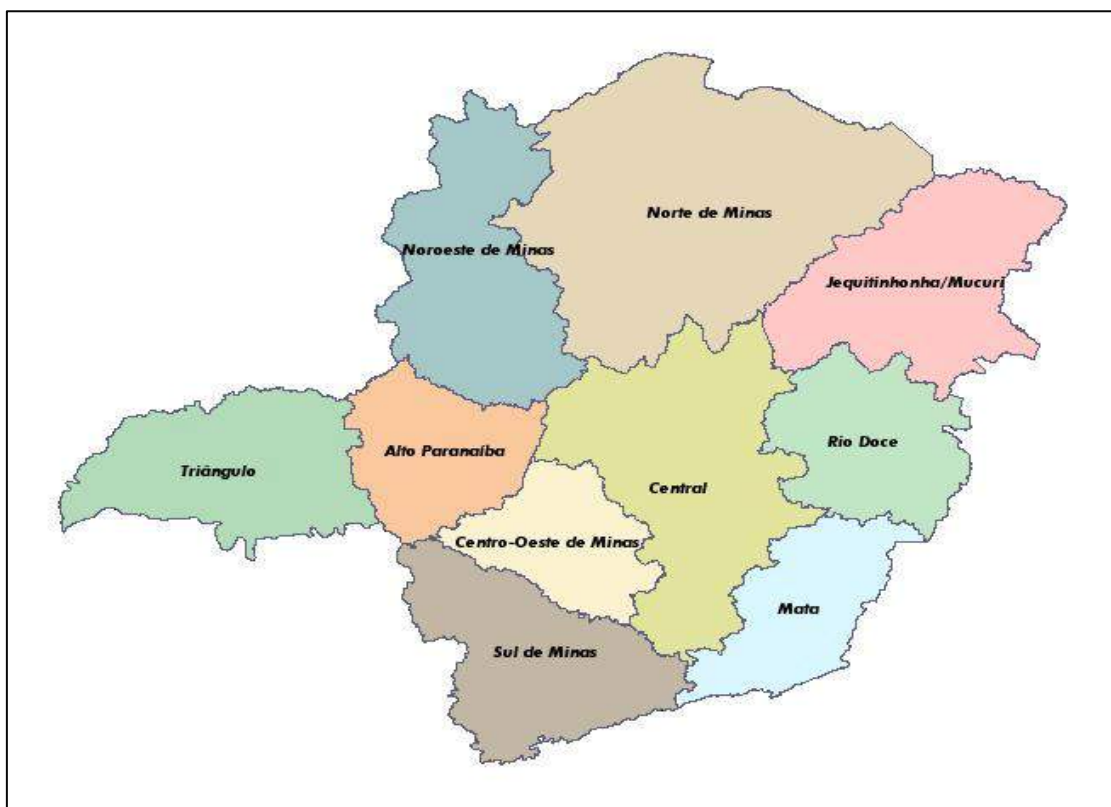 Norte de Minas
Noroeste de Minas
Jequitinhonha/Mucuri
Rio Doce
Alto Paranaíba
Triângulo
Central
Centro-Oeste de Minas
Mata
Sul de Minas